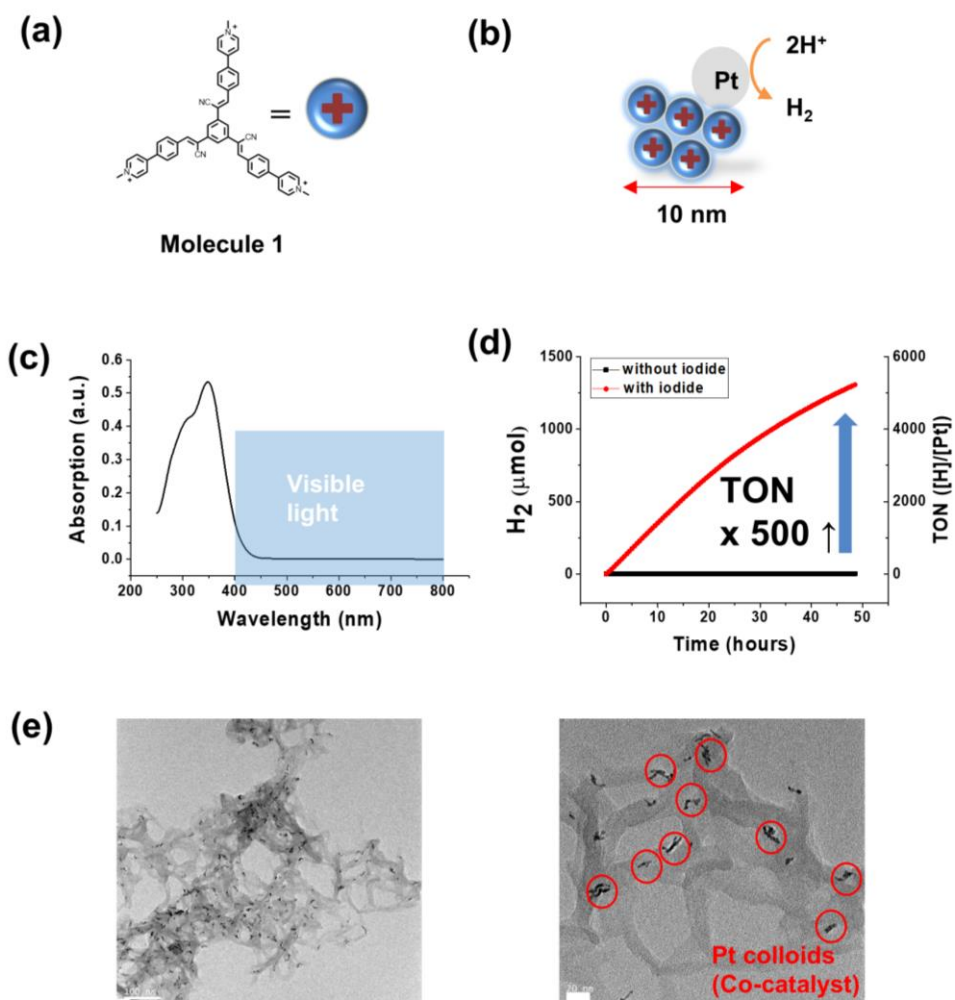 (a)
N
+
NC
CN
CN
N
+
N
+
=
Molecule 1
(b)
Pt
2H⁺
H₂
10 nm
(c)
Absorption (a.u.)
0.6
0.5
0.4
0.3
0.2
0.1
0.0
Visible
light
200 300 400 500 600 700 800
Wavelength (nm)
(d)
H₂ (μmol)
1500
1000
500
0
without iodide
with iodide
TON
x 500 ↑
6000
4000
2000
0
TON ([H]/[Pt])
0 10 20 30 40 50
Time (hours)
(e)
Pt colloids
(Co-catalyst)